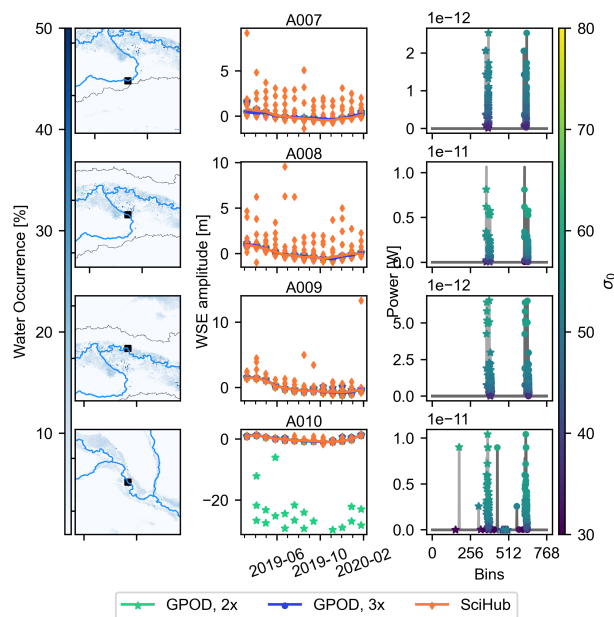 A007
1e−12
50
80
5
2
0
1
0
40
70
A008
1e−11
10
1.0
5
0.5
0
0.0
30
60
Water Occurrence [%]
WSE amplitude [m]
Power [W]
σ0
A009
1e−12
10
6
4
2
0
0
20
50
A010
1e−11
0
1.0
10
40
0.5
−20
0.0
30
2019-06
2019-10
2020-02
0 256 512 768
Bins
GPOD, 2x GPOD, 3x SciHub